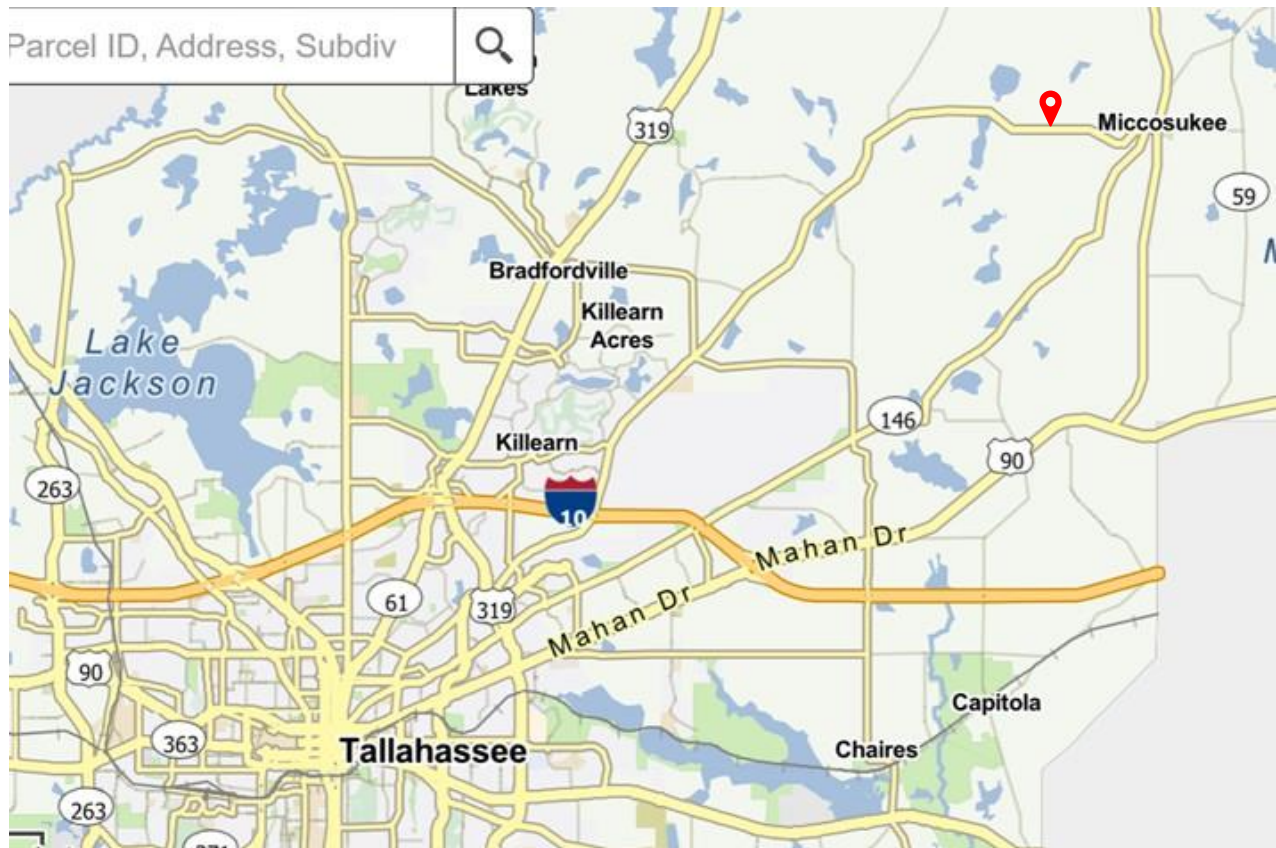 Parcel ID, Address, Subdiv
Lakes
319
Miccosukee
59
Bradfordville
Killearn
Acres
Lake
Jackson
146
Killearn
90
263
10
Mahan Dr
61
319
Mahan Dr
90
Capitola
363
Tallahassee
Chaires
263